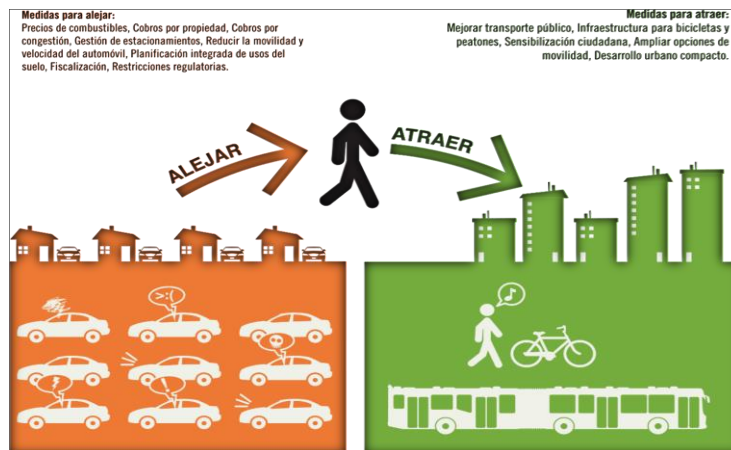 Medidas para alejar:
Precios de combustibles, Cobros por propiedad, Cobros por
congestión, Gestión de estacionamientos, Reducir la movilidad y
velocidad del automóvil, Planificación integrada de usos del
suelo, Fiscalización, Restricciones regulatorias.
Medidas para atraer:
Mejorar transporte público, Infraestructura para bicicletas y
peatones, Sensibilización ciudadana, Ampliar opciones de
movilidad, Desarrollo urbano compacto.
ALEJAR
ATRAER
>:(
!